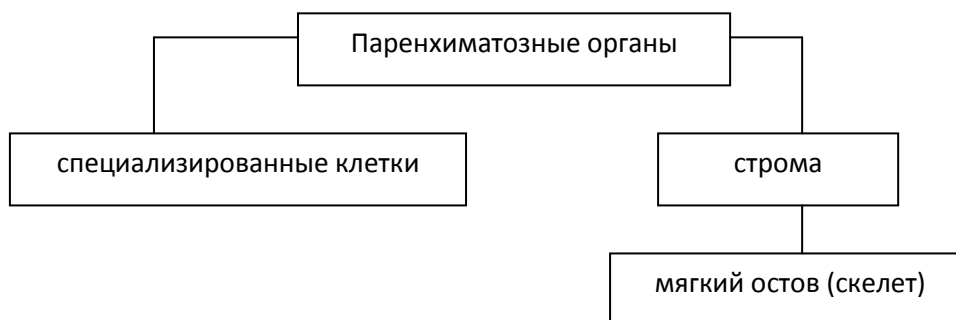 Паренхиматозные органы
специализированные клетки
строма
мягкий остов (скелет)